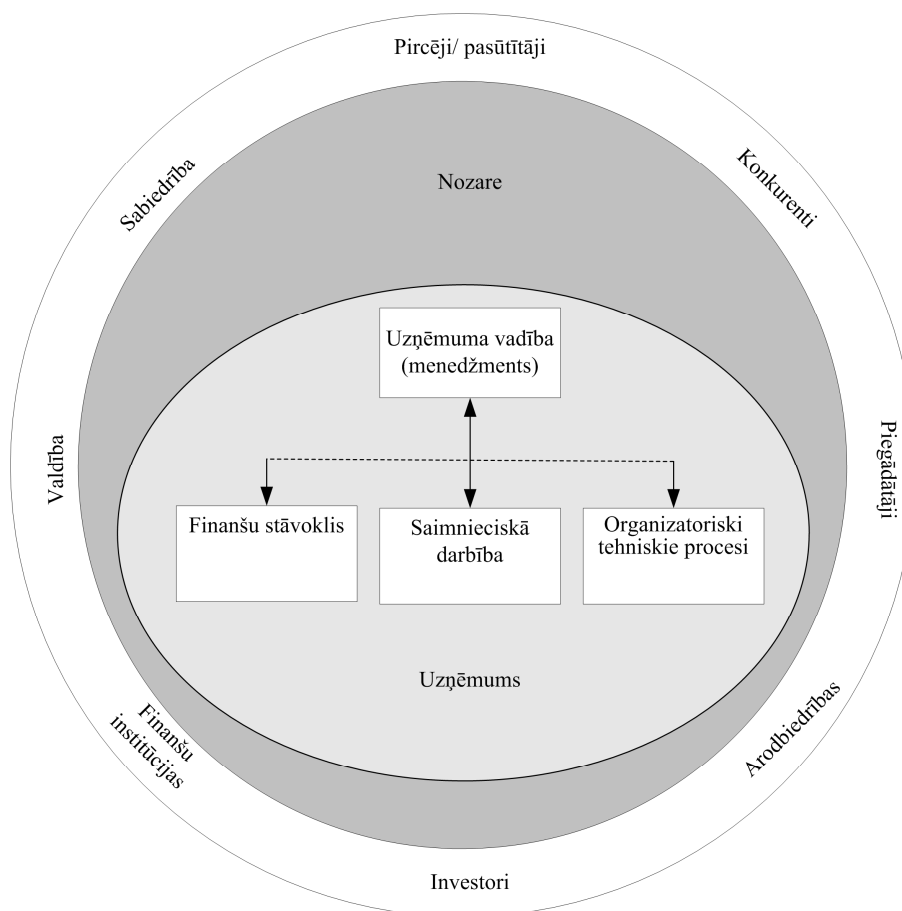 Pircēji/ pasūtītāji
Sabiedrība
Konkurenti
Nozare
Uzņēmuma vadība
(menedžments)
Valdība
Piegādātāji
Finanšu stāvoklis
Saimnieciskā
darbība
Organizatoriski
tehniskie procesi
Uzņēmums
Finanšu
institūcijas
Arodbiedrības
Investori